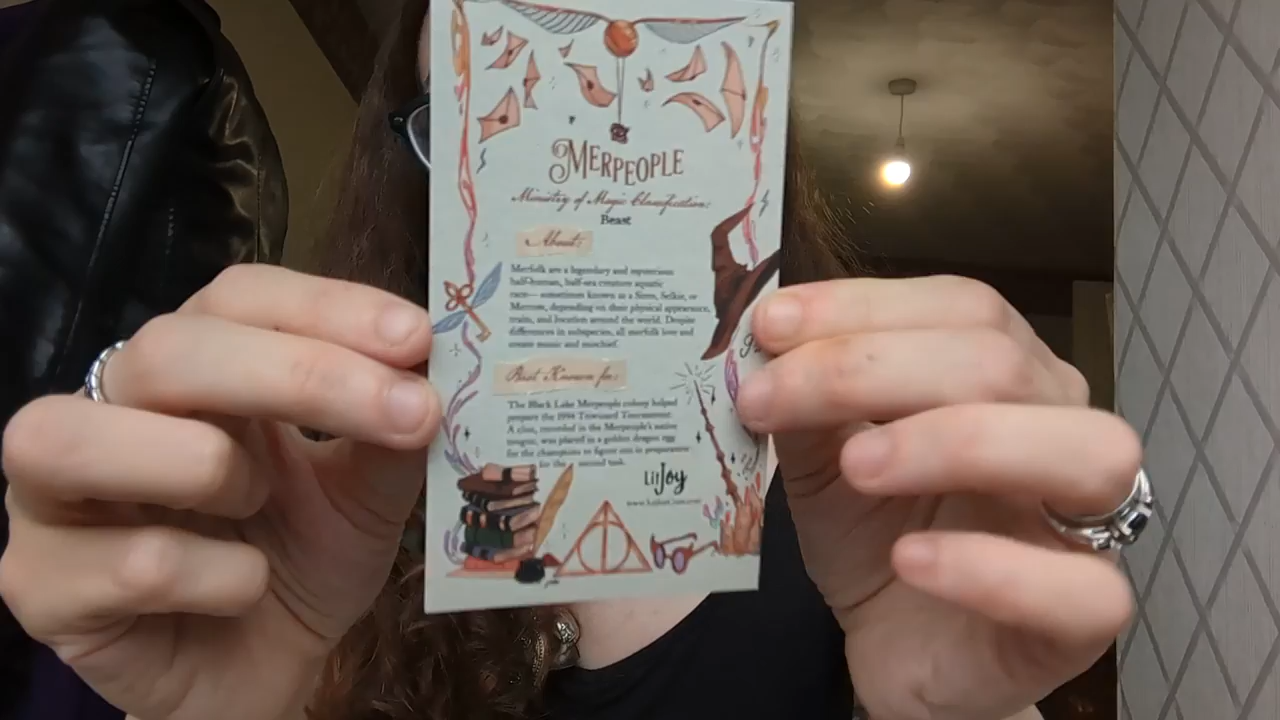 MERPEOPLE
Ministry of Magic Classification:
Beast
About:
Merfolk are a legendary and mysterious
half-human, half-sea creature aquatic
race— sometimes known as a Siren, Selkie, or
Merrow, depending on their physical appearance,
traits, and location around the world. Despite
differences in subspecies, all merfolk love and
create music and mischief.
Best Known for:
The Black Lake Merpeople colony helped
prepare the 1994 Triwizard Tournament.
A clue, recorded in the Merpeople's native
tongue, was placed in a golden dragon egg
for the champions to figure out in preparation
for the second task.
LitJoy